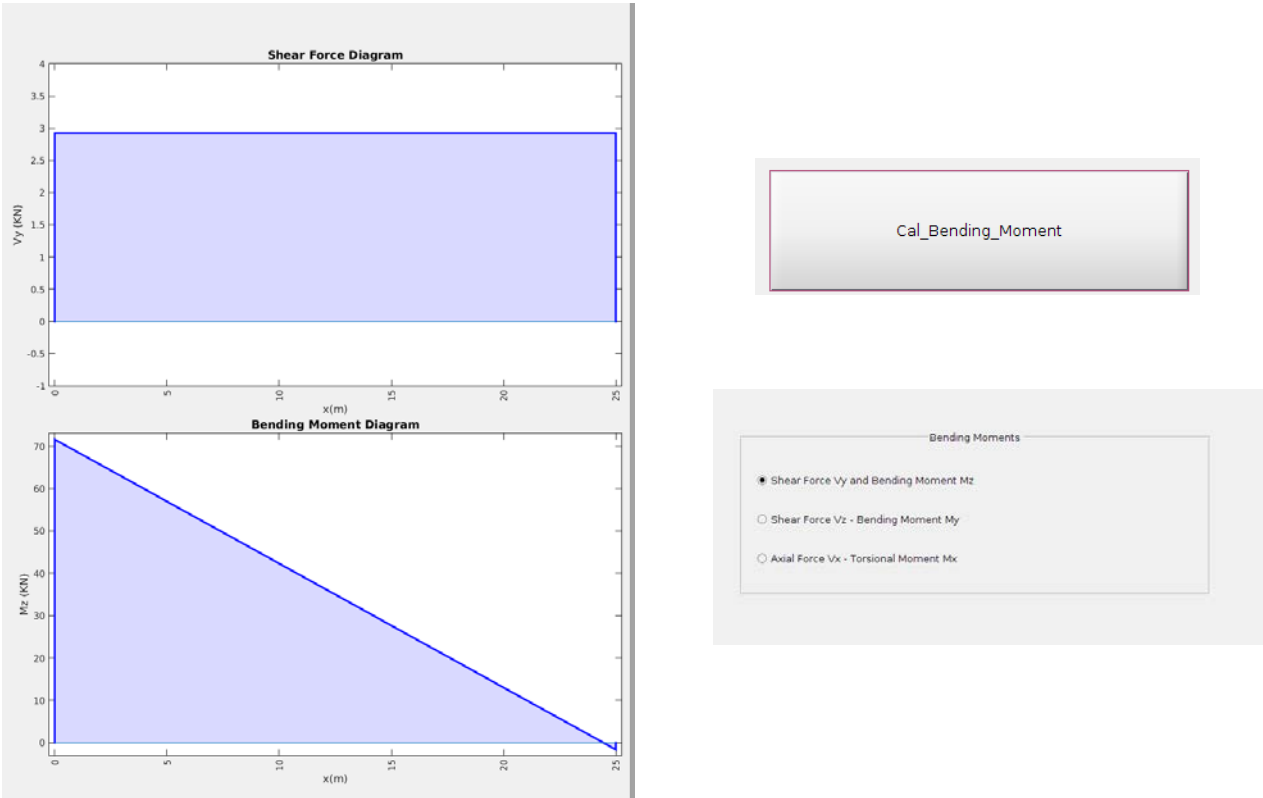 Shear Force Diagram
4
3.5
3
2.5
2
1.5
1
0.5
0
-0.5
-1
Vy (KN)
0 5 10 15 20 25
x(m)
Bending Moment Diagram
70
60
50
40
30
20
10
0
Mz (KN)
0 5 10 15 20 25
x(m)
Cal_Bending_Moment
Bending Moments
Shear Force Vy and Bending Moment Mz
Shear Force Vz - Bending Moment My
Axial Force Vx - Torsional Moment Mx